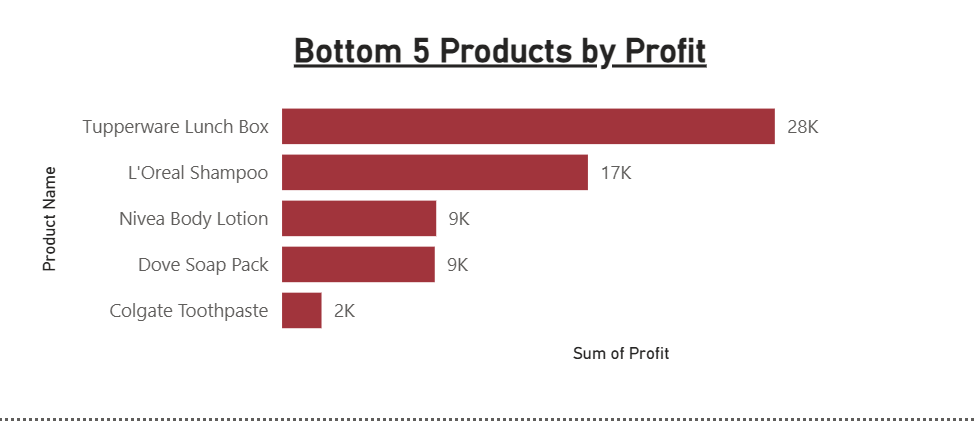 Bottom 5 Products by Profit
Product Name
Tupperware Lunch Box 28K
L'Oreal Shampoo 17K
Nivea Body Lotion 9K
Dove Soap Pack 9K
Colgate Toothpaste 2K
Sum of Profit